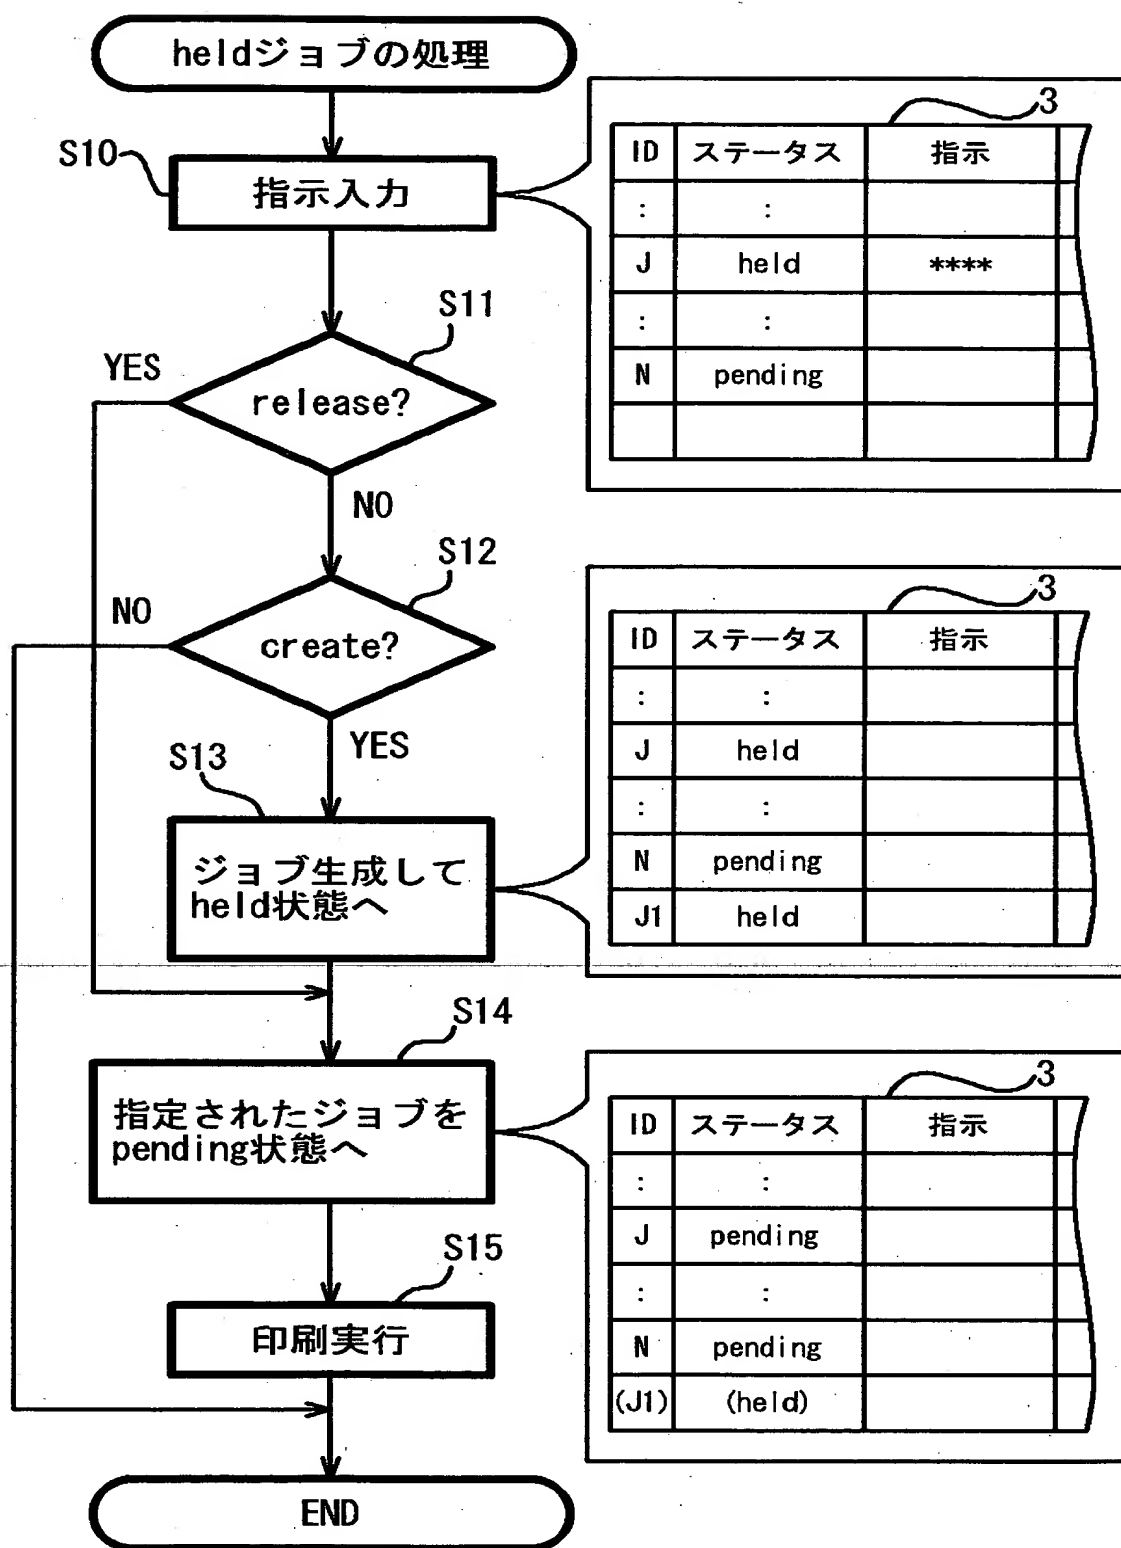 heldジョブの処理
S10
指示入力
3
ID ステータス 指示
: :
J held ****
: :
N pending
S11
YES
release?
NO
S12
NO
create?
YES
3
ID ステータス 指示
: :
J held
: :
N pending
J1 held
S13
ジョブ生成して
held状態へ
S14
指定されたジョブを
pending状態へ
3
ID ステータス 指示
: :
J pending
: :
N pending
(J1) (held)
S15
印刷実行
END